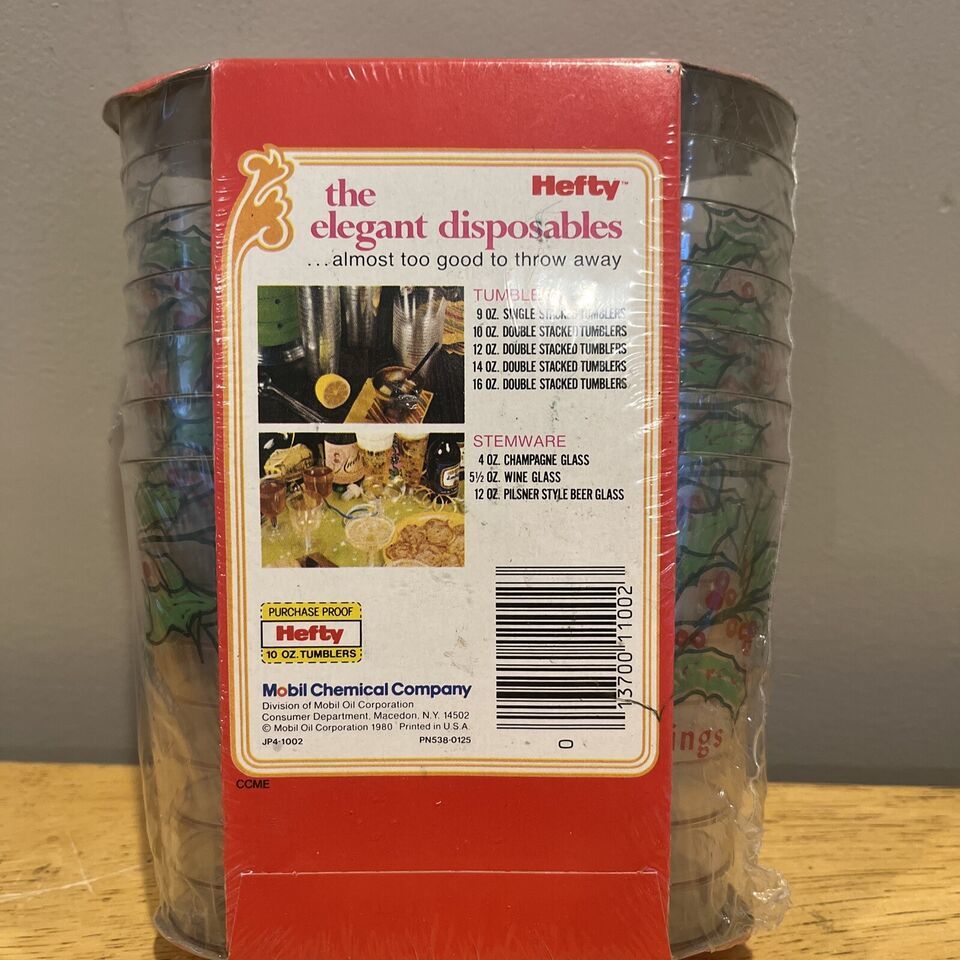 Hefty™
the
elegant disposables
...almost too good to throw away
TUMBLE
9 OZ. SINGLE STACKED TUMBLERS
10 OZ. DOUBLE STACKED TUMBLERS
12 OZ. DOUBLE STACKED TUMBLERS
14 OZ. DOUBLE STACKED TUMBLERS
16 OZ. DOUBLE STACKED TUMBLERS
STEMWARE
4 OZ. CHAMPAGNE GLASS
5½ OZ. WINE GLASS
12 OZ. PILSNER STYLE BEER GLASS
PURCHASE PROOF
Hefty
10 OZ. TUMBLERS
Mobil Chemical Company
Division of Mobil Oil Corporation
Consumer Department, Macedon, N.Y. 14502
© Mobil Oil Corporation 1980 Printed in U.S.A.
JP4-1002 PN538-0125
13700 11002
0
ings
CCME